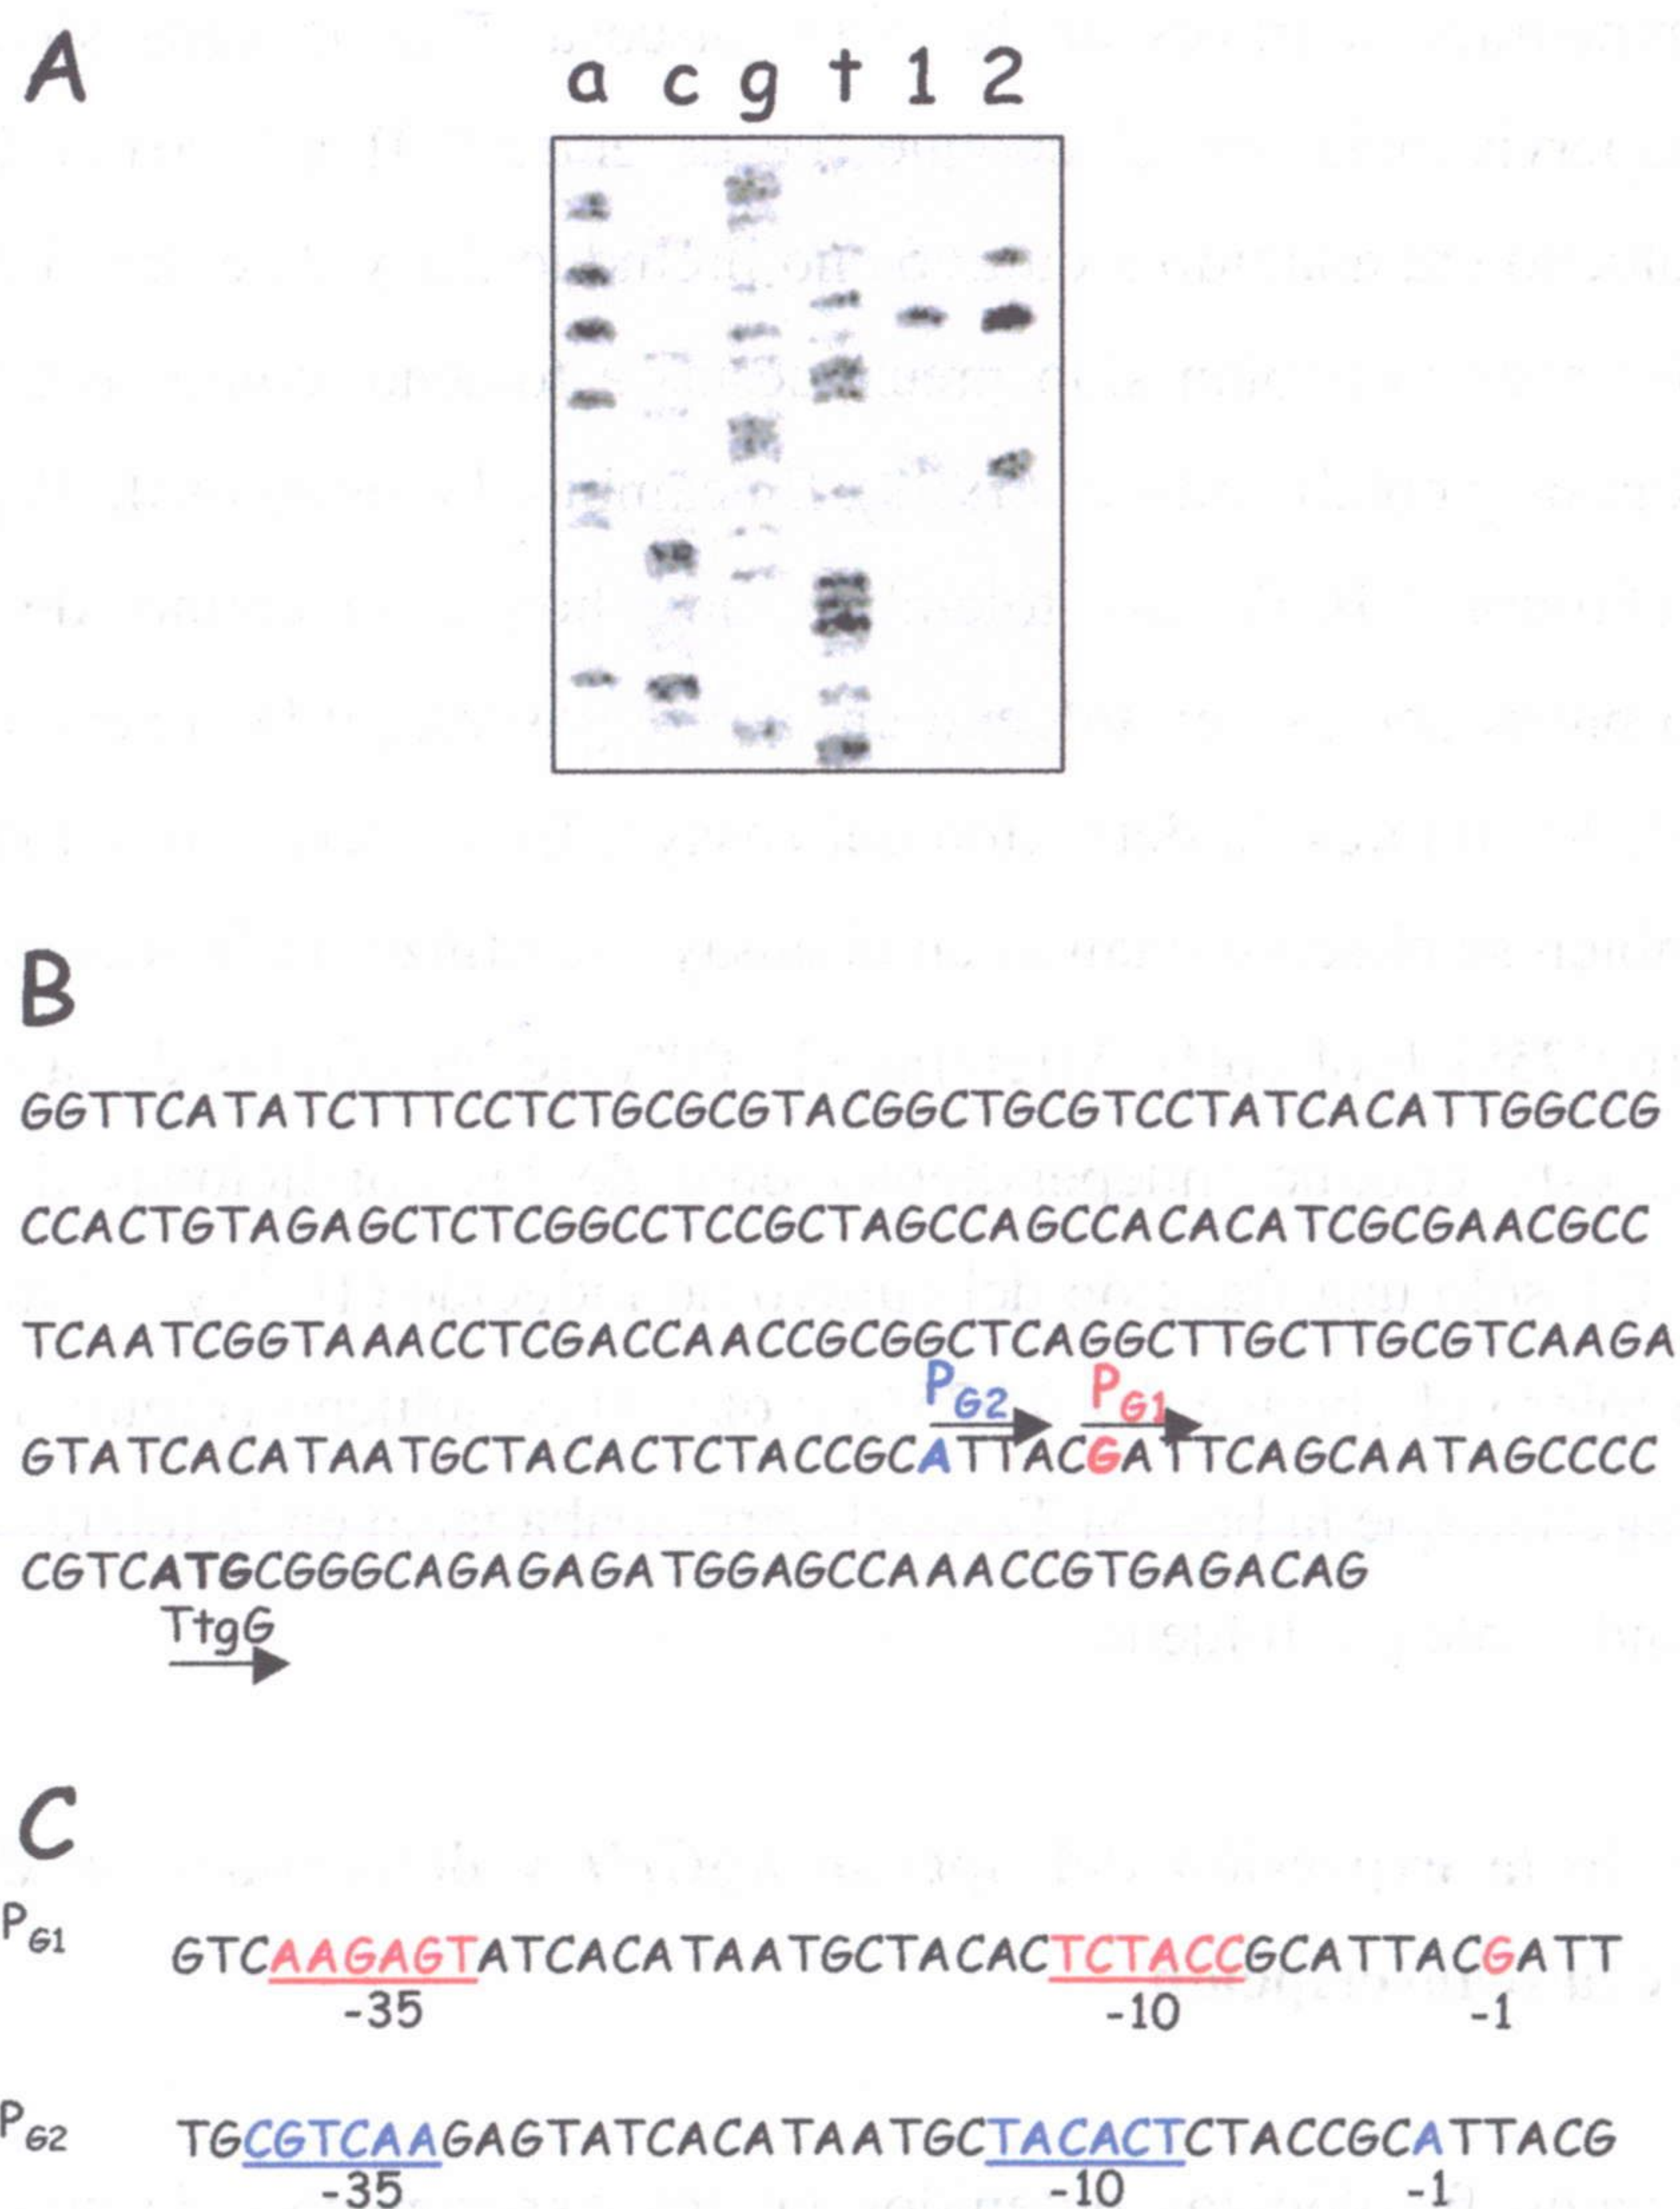 A
a c g t 1 2
B
GGTTCATATCTTTCCTCTGCGCGTACGGCTGCGTCCTATCACATTGGCCG
CCACTGTAGAGCTCTCGGCCTCCGCTAGCCAGCCACACATCGCGAACGCC
TCAATCGGTAAACCTCGACCAACCGCGGCTCAGGCTTGCTTGCGTCAAGA
PG2 PG1
GTATCACATAATGCTACACTCTACCGCATTACGATTCAGCAATAGCCCC
CGTCATGCGGGCAGAGAGATGGAGCCAAACCGTGAGACAG
TtgG
C
PG1 GTCAAGAGTATCACATAATGCTACACTCTACCGCATTACGATT
-35 -10 -1
PG2 TGCGTCAAGAGTATCACATAATGCTACACTCTACCGCATTACG
-35 -10 -1